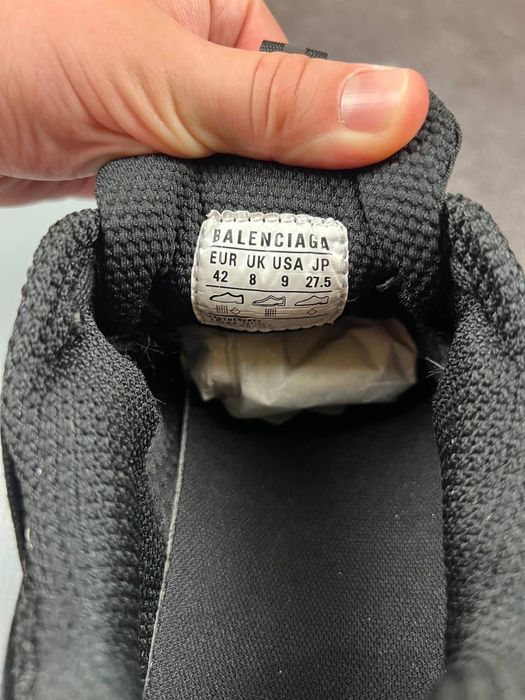 BALENCIAGA
EUR UK USA JP
42 8 9 27.5